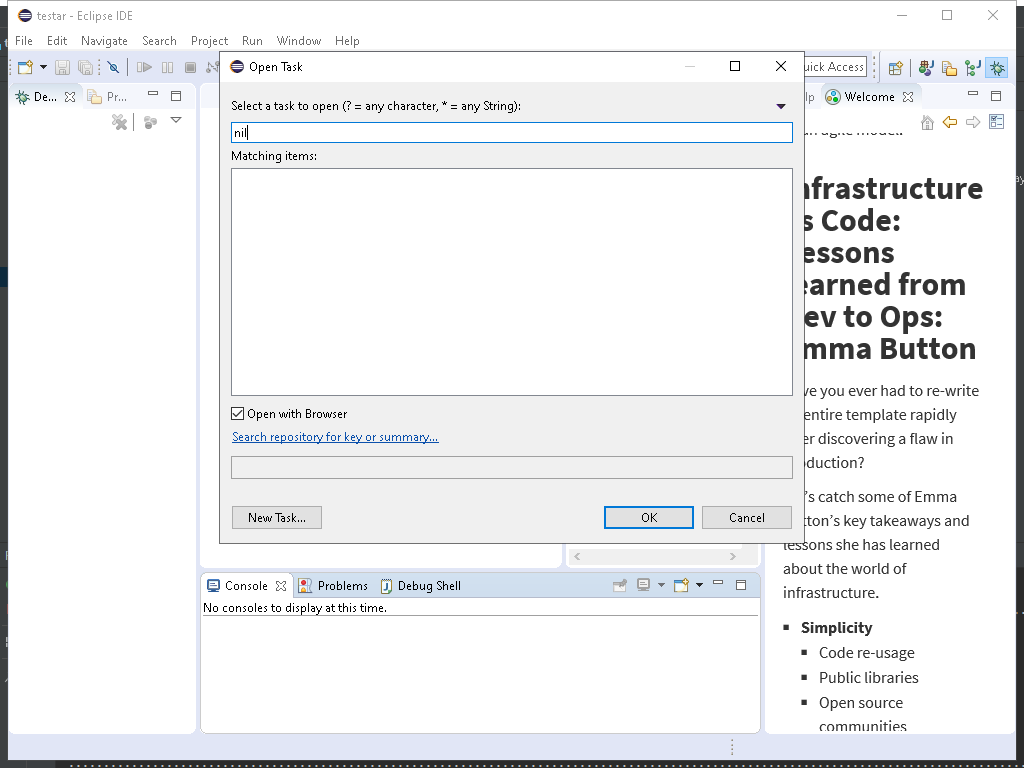 testar - Eclipse IDE
File Edit Navigate Search Project Run Window Help
Quick Access
De... Pr... Welcome
Open Task
Select a task to open (? = any character, * = any String):
nil
Matching items:
Open with Browser
Search repository for key or summary...
New Task... OK Cancel
agile model.
Infrastructure
s Code:
essons
earned from
ev to Ops:
mma Button
ve you ever had to re-write
entire template rapidly
er discovering a flaw in
oduction?
's catch some of Emma
tton's key takeaways and
lessons she has learned
about the world of
infrastructure.
▪ Simplicity
▪ Code re-usage
▪ Public libraries
▪ Open source
communities
Console Problems Debug Shell
No consoles to display at this time.